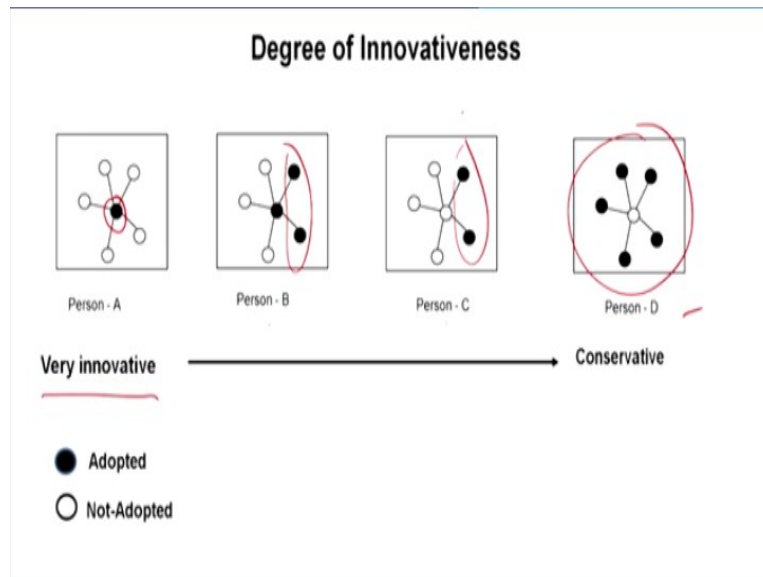 Degree of Innovativeness
Person - A
Person - B
Person - C
Person - D
Very innovative
Conservative
Adopted
Not-Adopted